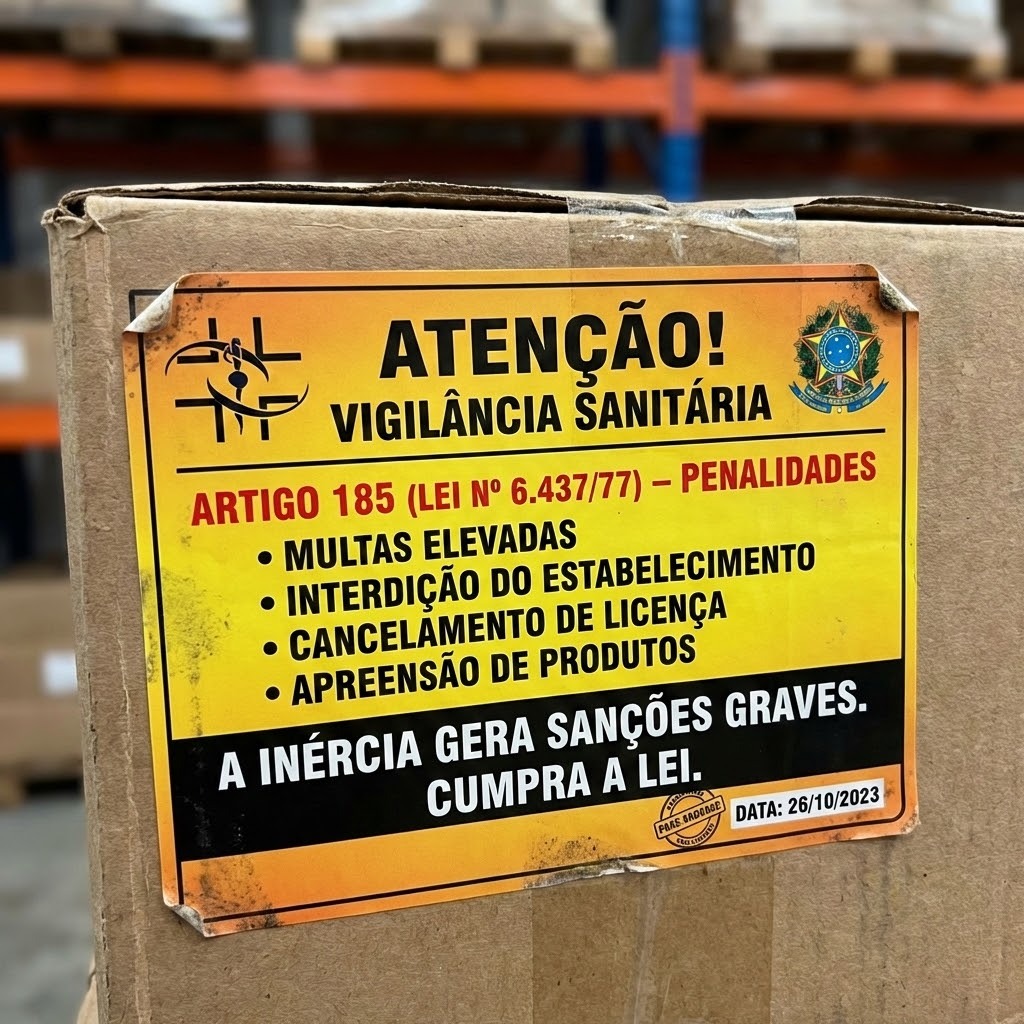 ATENÇÃO!
VIGILÂNCIA SANITÁRIA
ARTIGO 185 (LEI Nº 6.437/77) – PENALIDADES
• MULTAS ELEVADAS
• INTERDIÇÃO DO ESTABELECIMENTO
• CANCELAMENTO DE LICENÇA
• APREENSÃO DE PRODUTOS
A INÉRCIA GERA SANÇÕES GRAVES.
CUMPRA A LEI.
DATA: 26/10/2023